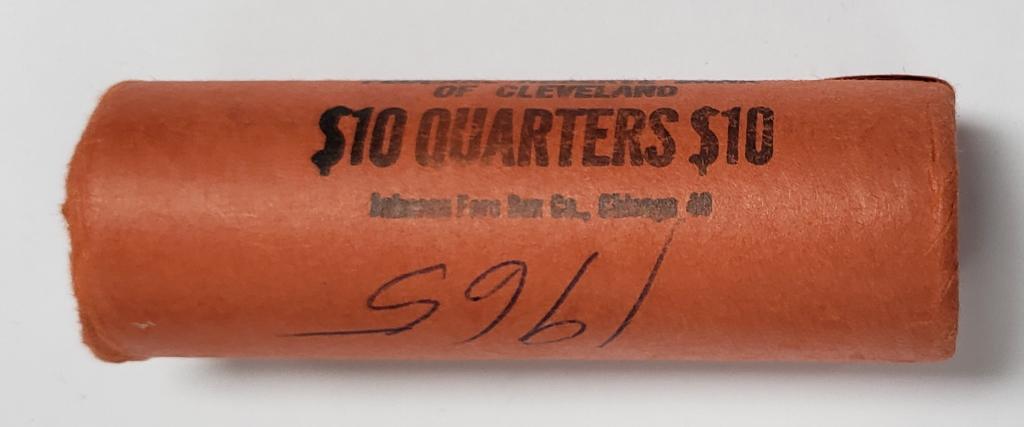 OF CLEVELAND
$10 QUARTERS $10
Johnson Fare Box Co., Chicago 40
1965